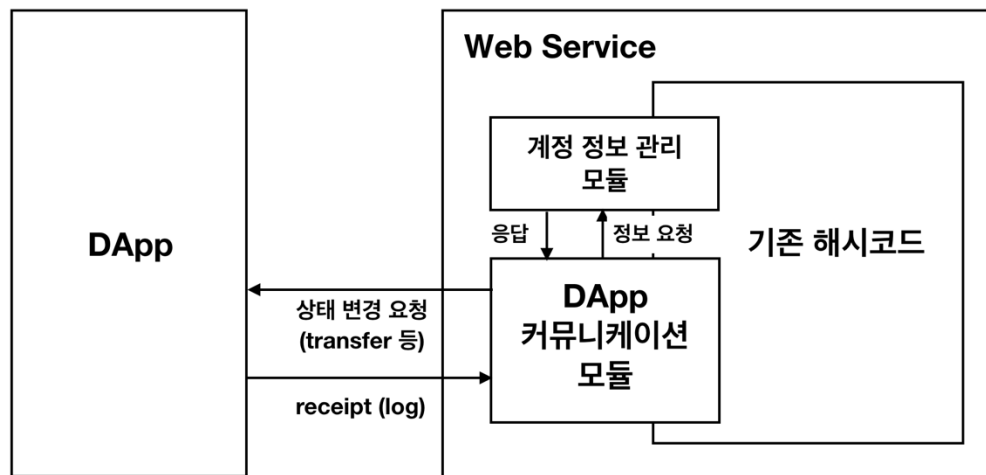 Web Service
계정 정보 관리
모듈
응답
정보 요청
기존 해시코드
DApp
DApp
커뮤니케이션
모듈
상태 변경 요청
(transfer 등)
receipt (log)